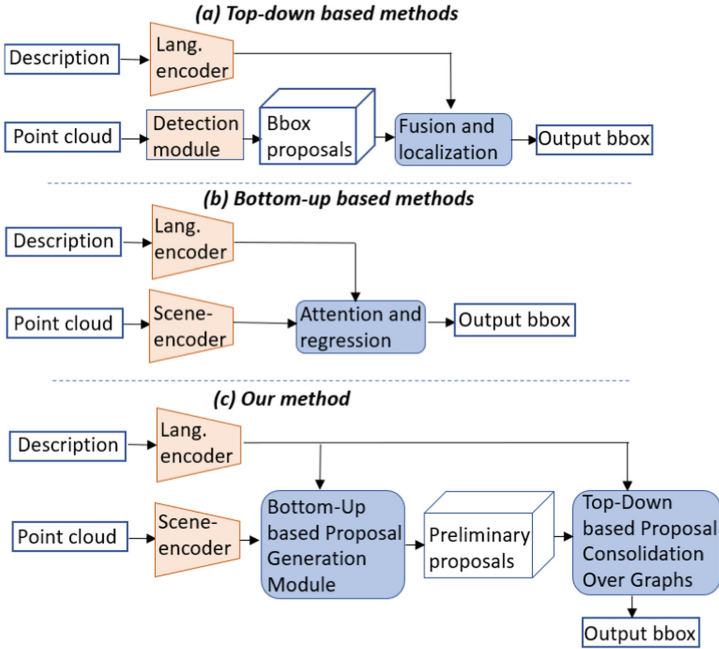 (a) Top-down based methods
Description
Lang.
encoder
Point cloud
Detection
module
Bbox
proposals
Fusion and
localization
Output bbox
(b) Bottom-up based methods
Description
Lang.
encoder
Point cloud
Scene-
encoder
Attention and
regression
Output bbox
(c) Our method
Description
Lang.
encoder
Point cloud
Scene-
encoder
Bottom-Up
based Proposal
Generation
Module
Preliminary
proposals
Top-Down
based Proposal
Consolidation
Over Graphs
Output bbox